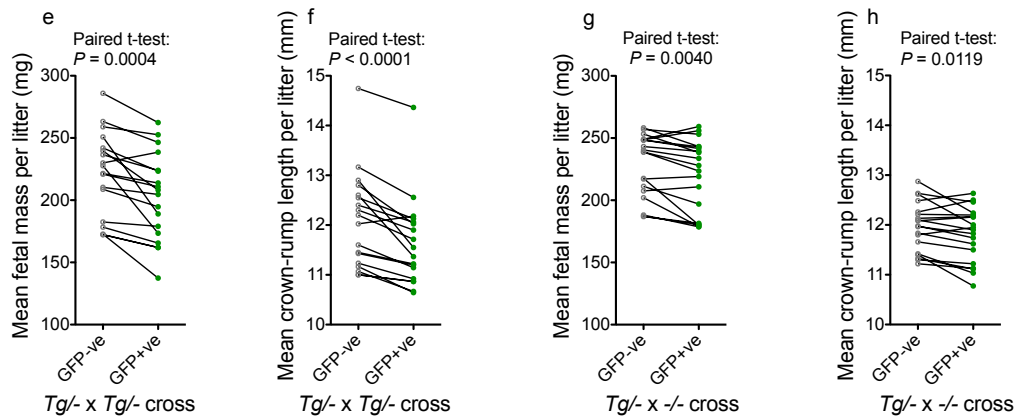 e
Paired t-test:
P = 0.0004
Mean fetal mass per litter (mg)
300
250
200
150
100
GFP-ve
GFP+ve
Tg/- x Tg/- cross
f
Paired t-test:
P < 0.0001
Mean crown-rump length per litter (mm)
15
14
13
12
11
10
GFP-ve
GFP+ve
Tg/- x Tg/- cross
g
Paired t-test:
P = 0.0040
Mean fetal mass per litter (mg)
300
250
200
150
100
GFP-ve
GFP+ve
Tg/- x -/- cross
h
Paired t-test:
P = 0.0119
Mean crown-rump length per litter (mm)
15
14
13
12
11
10
GFP-ve
GFP+ve
Tg/- x -/- cross